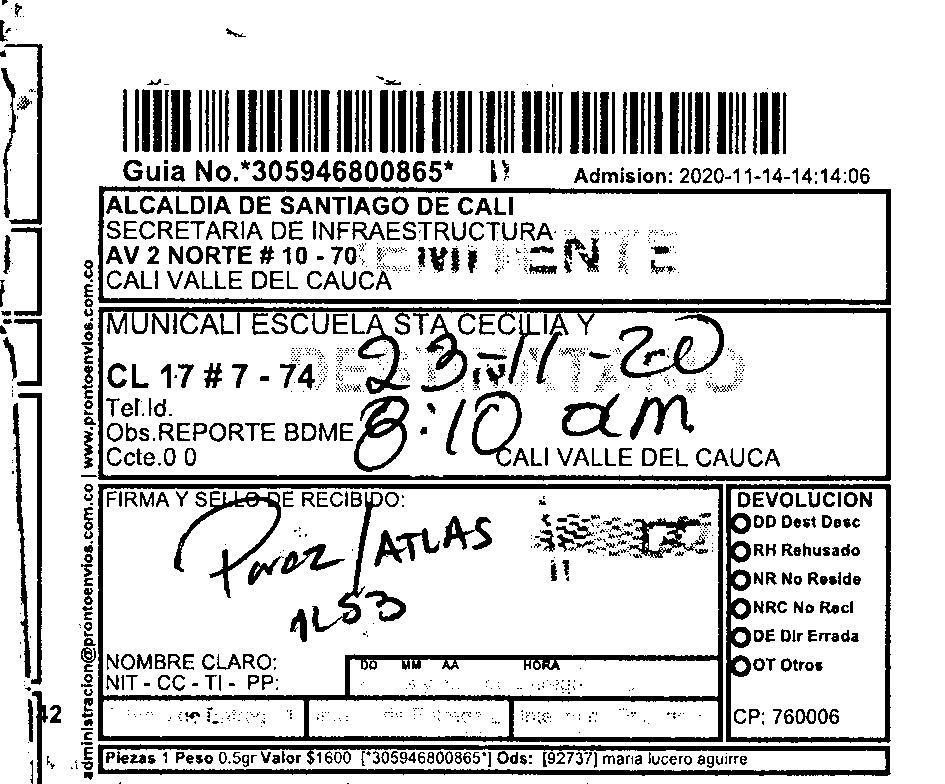 Guia No.*305946800865*
Admision: 2020-11-14-14:14:06
ALCALDIA DE SANTIAGO DE CALI
SECRETARIA DE INFRAESTRUCTURA
AV 2 NORTE # 10 - 70
CALI VALLE DEL CAUCA
MUNICALI ESCUELA STA CECILIA Y
DESTINATARIO
23-11-20
CL 17 # 7 - 74
Tel.Id.
Obs.REPORTE BDME
8:10 am
Ccte.0 0
CALI VALLE DEL CAUCA
www.prontoenvios.com.co
administracion@prontoenvios.com.co
FIRMA Y SELLO DE RECIBIDO:
Perez / ATLAS
1253
NOMBRE CLARO:
NIT - CC - TI - PP:
DD MM AA HORA
DEVOLUCION
DD Dest Desc
RH Rehusado
NR No Reside
NRC No Recl
DE Dir Errada
OT Otros
CP: 760006
42
Piezas 1 Peso 0.5gr Valor $1600 [*305946800865*] Ods: [92737] maria lucero aguirre